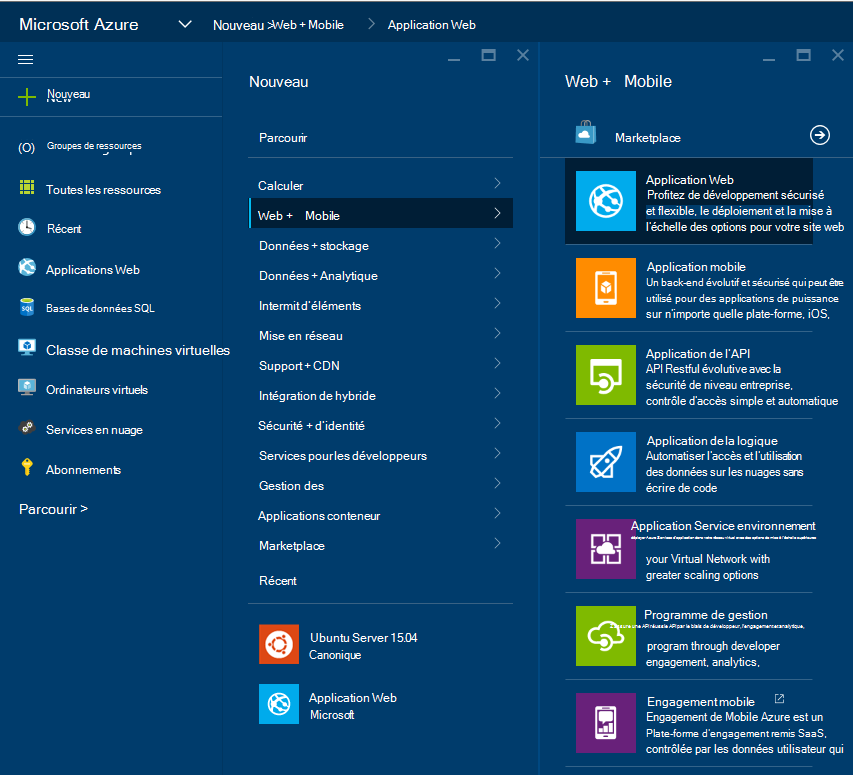 Microsoft Azure
Nouveau >Web + Mobile
Application Web
Nouveau
Groupes de ressources
Toutes les ressources
Récent
Applications Web
Bases de données SQL
Classe de machines virtuelles
Ordinateurs virtuels
Services en nuage
Abonnements
Parcourir >
Nouveau
Parcourir
Calculer
Web + Mobile
Données + stockage
Données + Analytique
Intermit d'éléments
Mise en réseau
Support + CDN
Intégration de hybride
Sécurité + d'identité
Services pour les développeurs
Gestion des
Applications conteneur
Marketplace
Récent
Ubuntu Server 15.04
Canonique
Application Web
Microsoft
Web + Mobile
Marketplace
Application Web
Profitez de développement sécurisé
et flexible, le déploiement et la mise à
l'échelle des options pour votre site web
Application mobile
Un back-end évolutif et sécurisé qui peut être
utilisé pour des applications de puissance
sur n'importe quelle plate-forme, iOS,
Application de l'API
API Restful évolutive avec la
sécurité de niveau entreprise,
contrôle d'accès simple et automatique
Application de la logique
Automatiser l'accès et l'utilisation
des données sur les nuages sans
écrire de code
Application Service environnement
your Virtual Network with
greater scaling options
Programme de gestion
program through developer
engagement, analytics,
Engagement mobile
Engagement de Mobile Azure est un
Plate-forme d'engagement remis SaaS,
contrôlée par les données utilisateur qui